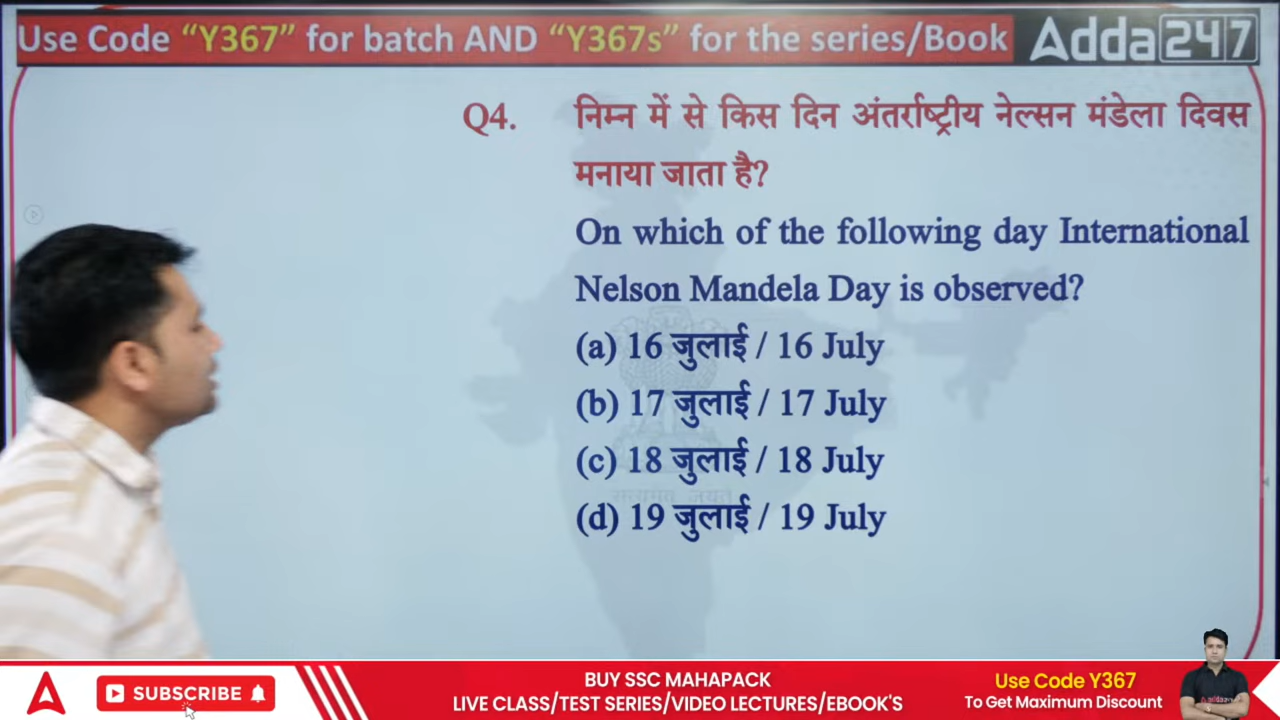 Use Code “Y367” for batch AND “Y367s” for the series/Book
Adda247
Q4. निम्न में से किस दिन अंतर्राष्ट्रीय नेल्सन मंडेला दिवस
मनाया जाता है?
On which of the following day International
Nelson Mandela Day is observed?
(a) 16 जुलाई / 16 July
(b) 17 जुलाई / 17 July
(c) 18 जुलाई / 18 July
सत्यमेव जयते
(d) 19 जुलाई / 19 July
SUBSCRIBE
BUY SSC MAHAPACK
LIVE CLASS/TEST SERIES/VIDEO LECTURES/EBOOK'S
Use Code Y367
To Get Maximum Discount